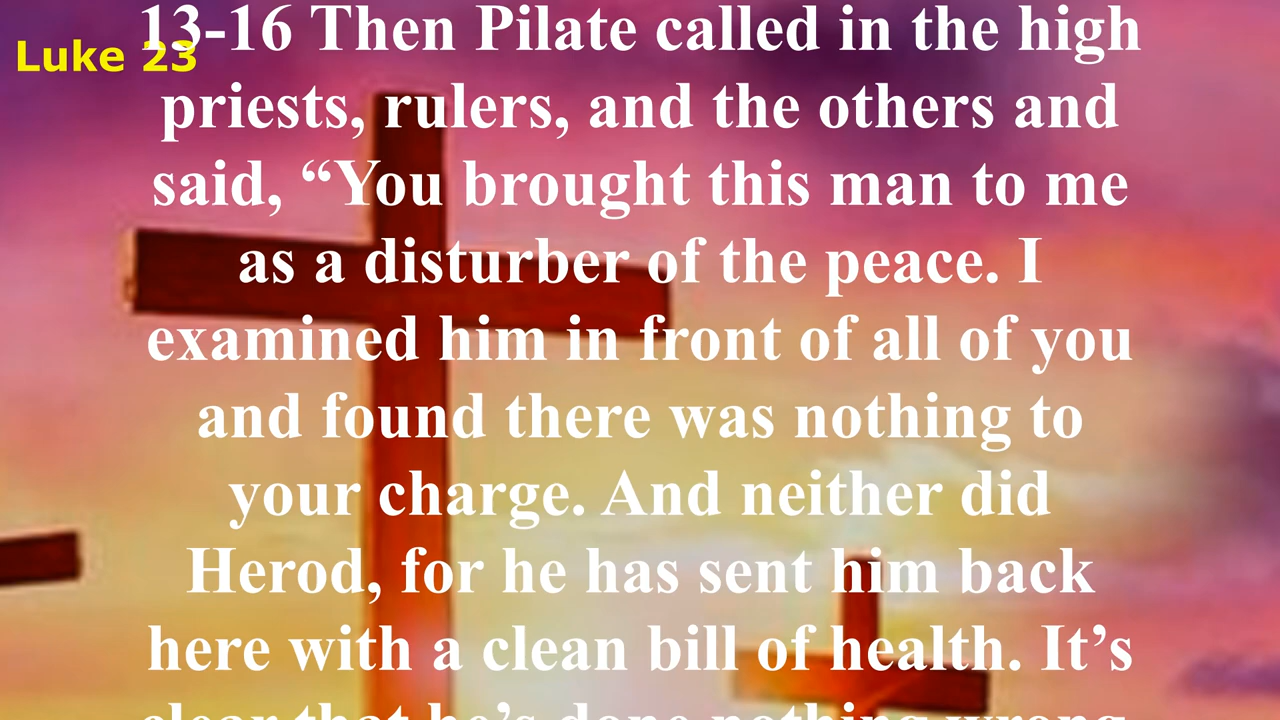 Luke 23
13-16 Then Pilate called in the high
priests, rulers, and the others and
said, “You brought this man to me
as a disturber of the peace. I
examined him in front of all of you
and found there was nothing to
your charge. And neither did
Herod, for he has sent him back
here with a clean bill of health. It’s
clear that he’s done nothing wrong